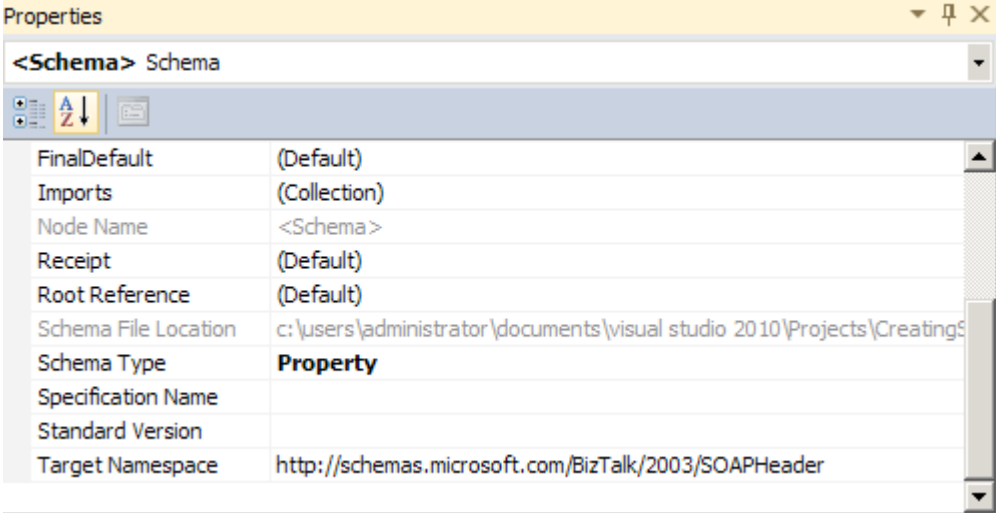 Properties
<Schema> Schema
A
Z
FinalDefault (Default)
Imports (Collection)
Node Name <Schema>
Receipt (Default)
Root Reference (Default)
Schema File Location c:\users\administrator\documents\visual studio 2010\Projects\CreatingS
Schema Type Property
Specification Name
Standard Version
Target Namespace http://schemas.microsoft.com/BizTalk/2003/SOAPHeader